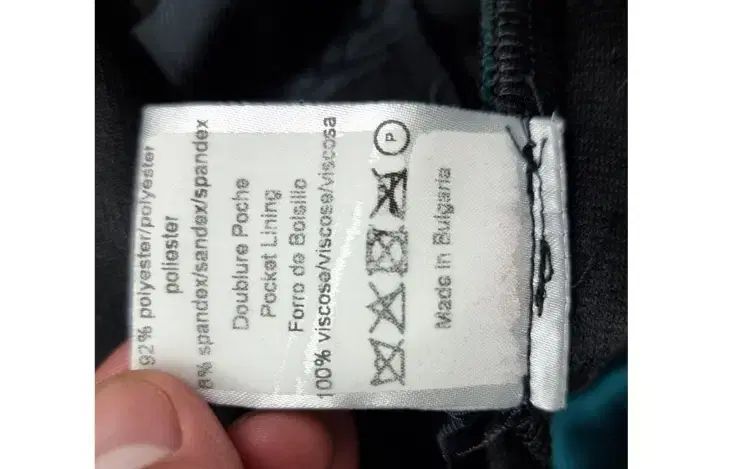 92% polyester/polyester
poliester
8% spandex/sandex/spandex
Doublure Poche
Pocket Lining
Forro de Bolsillo
100% viscose/viscose/viscosa
P
Made in Bulgaria